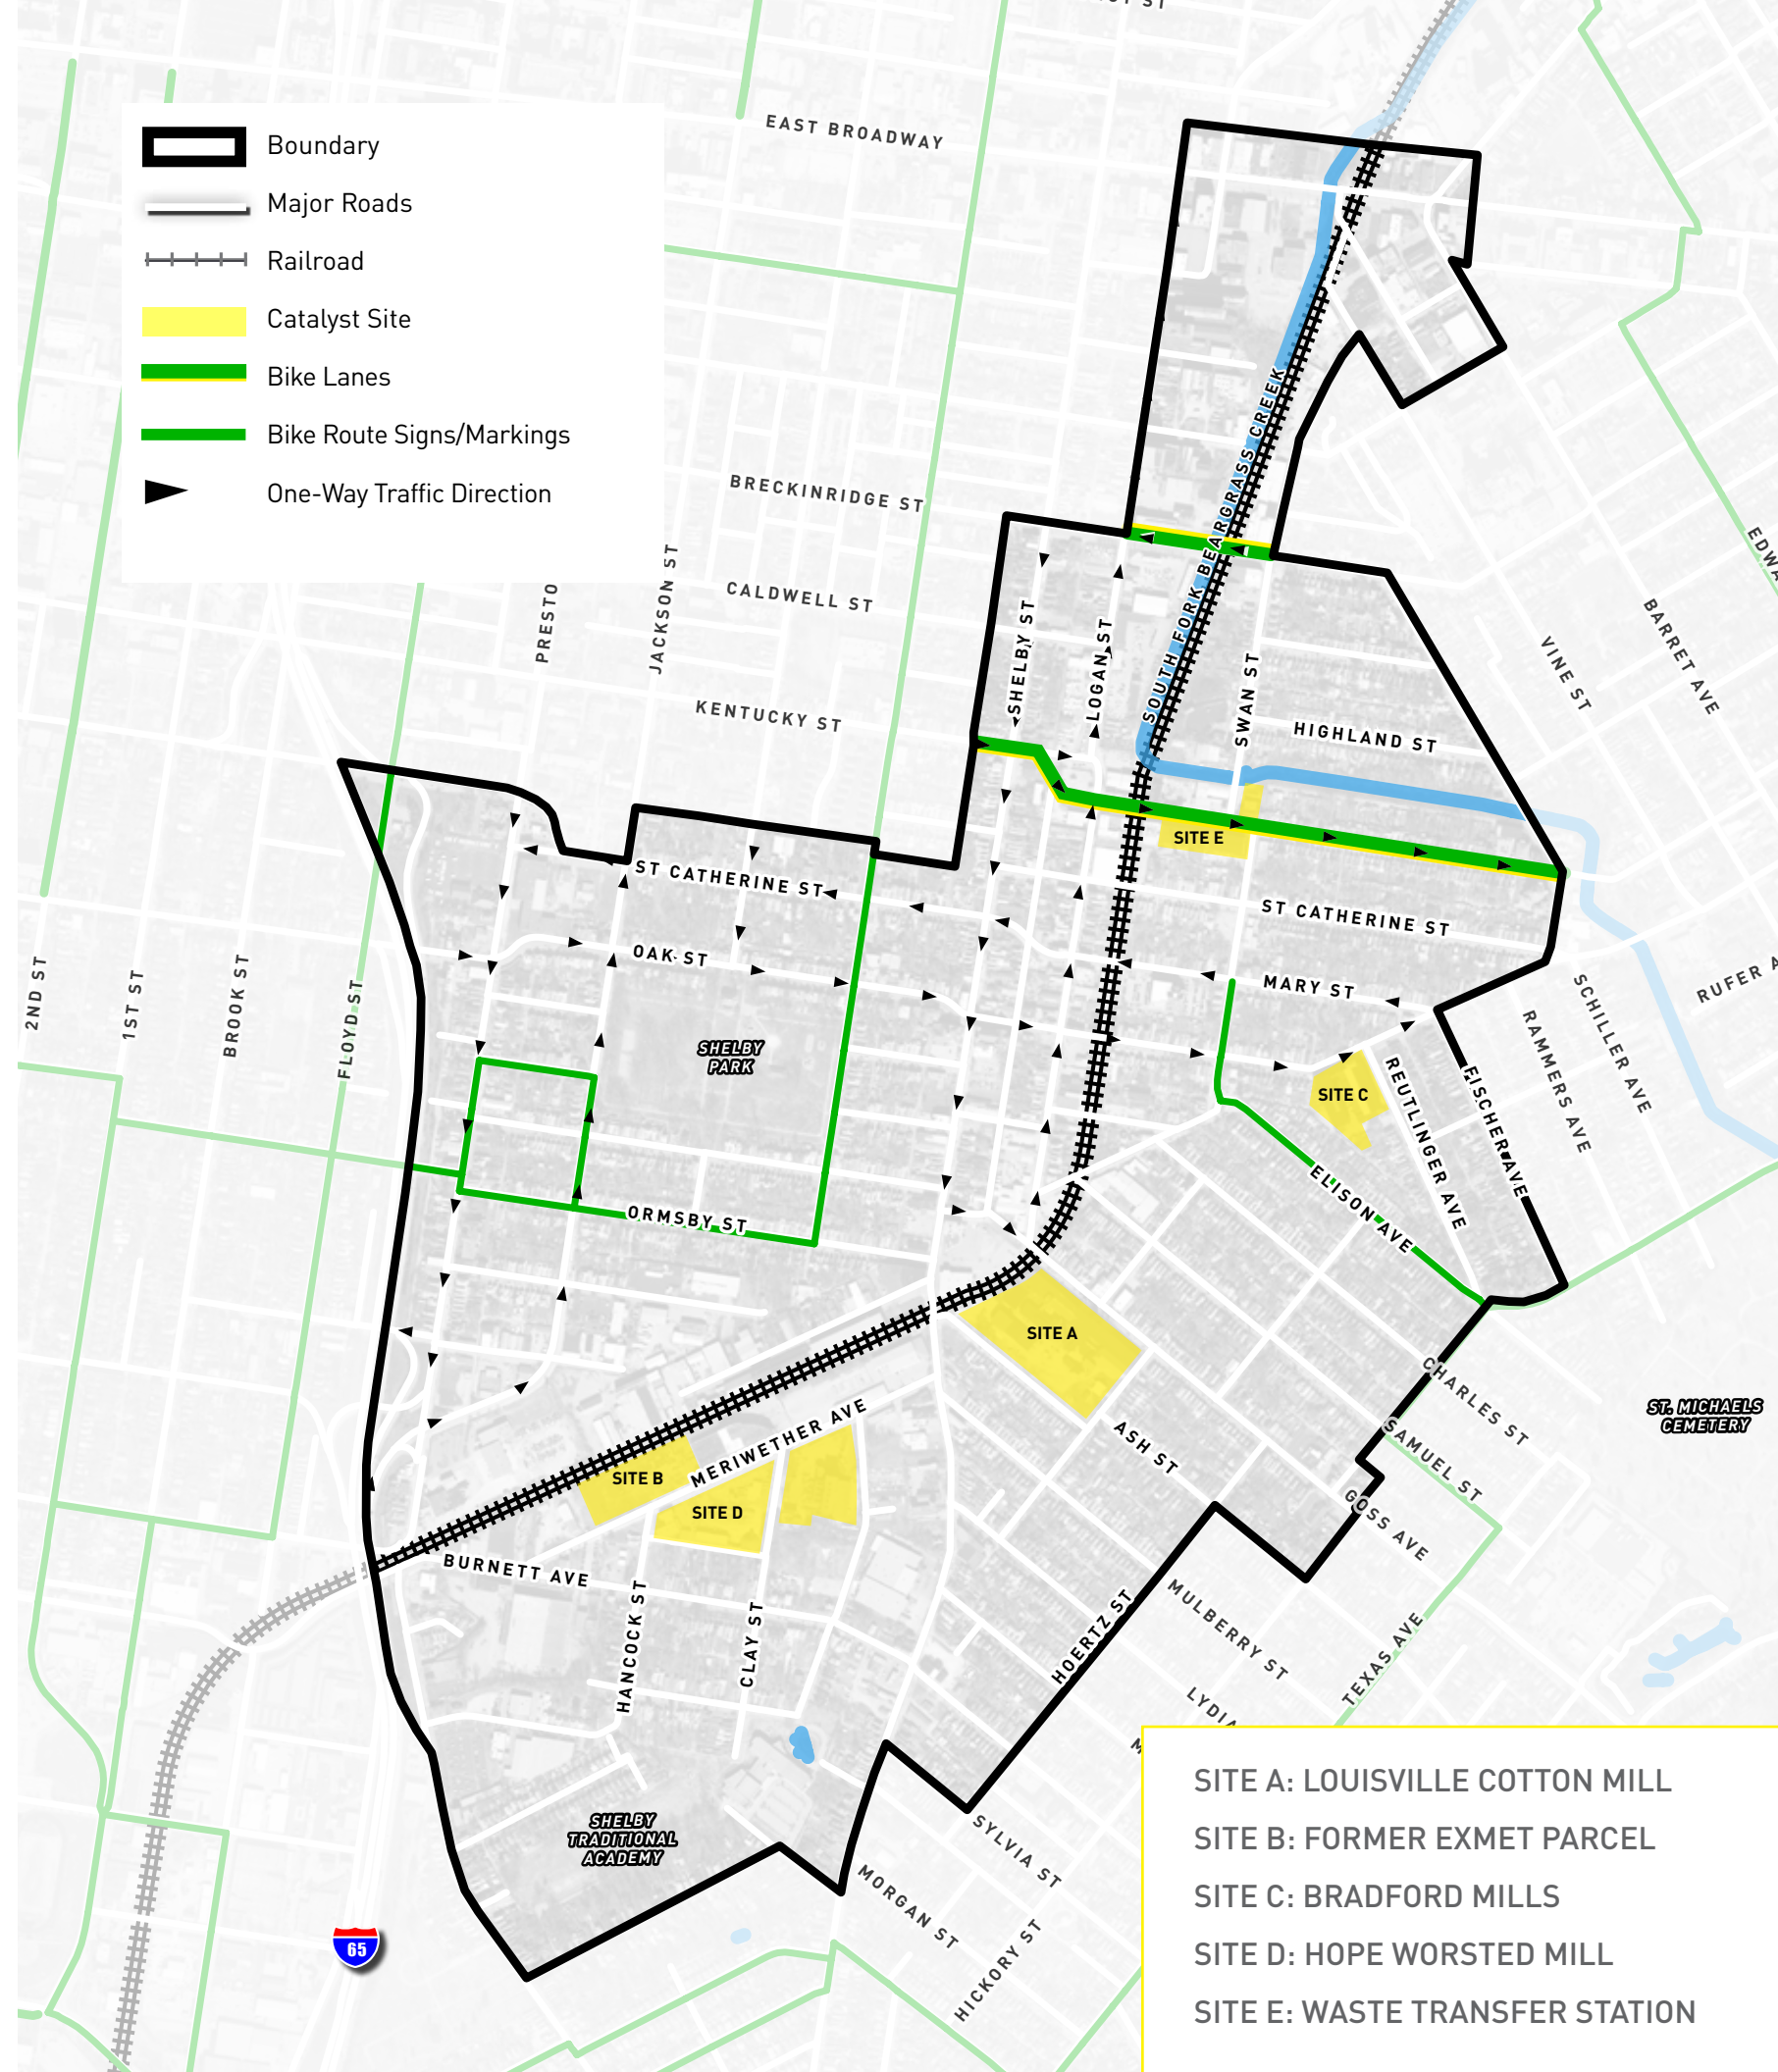 EAST BROADWAY
Boundary
Major Roads
Railroad
Catalyst Site
Bike Lanes
Bike Route Signs/Markings
One-Way Traffic Direction
BRECKINRIDGE ST
CALDWELL ST
KENTUCKY ST
PRESTO
JACKSON ST
SHELBY ST
LOGAN ST
SOUTH FORK BEARGRASS CREEK
SWAN ST
HIGHLAND ST
VINE ST
BARRET AVE
EDWA
SITE E
ST CATHERINE ST
ST CATHERINE ST
OAK ST
MARY ST
2ND ST
1ST ST
BROOK ST
FLOYD ST
SHELBY
PARK
SITE C
REUTLINGER AVE
FISCHER AVE
RAMMERS AVE
SCHILLER AVE
RUFER A
ELISON AVE
ORMSBY ST
SITE A
CHARLES ST
SAMUEL ST
GOSS AVE
ASH ST
ST. MICHAELS
CEMETERY
MERIWETHER AVE
SITE B
SITE D
BURNETT AVE
HANCOCK ST
CLAY ST
HOERTZ ST
MULBERRY ST
TEXAS AVE
LYDIA
SHELBY
TRADITIONAL
ACADEMY
SYLVIA ST
MORGAN ST
HICKORY ST
65
SITE A: LOUISVILLE COTTON MILL
SITE B: FORMER EXMET PARCEL
SITE C: BRADFORD MILLS
SITE D: HOPE WORSTED MILL
SITE E: WASTE TRANSFER STATION